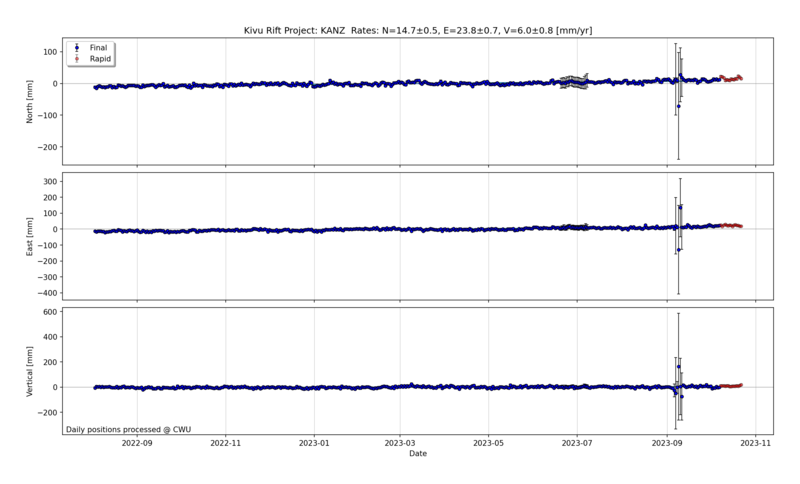 Kivu Rift Project: KANZ Rates: N=14.7±0.5, E=23.8±0.7, V=6.0±0.8 [mm/yr]
Final
Rapid
North [mm]
100
0
−100
−200
East [mm]
300
200
100
0
−100
−200
−300
−400
Vertical [mm]
600
400
200
0
−200
Daily positions processed @ CWU
2022-09 2022-11 2023-01 2023-03 2023-05 2023-07 2023-09 2023-11
Date